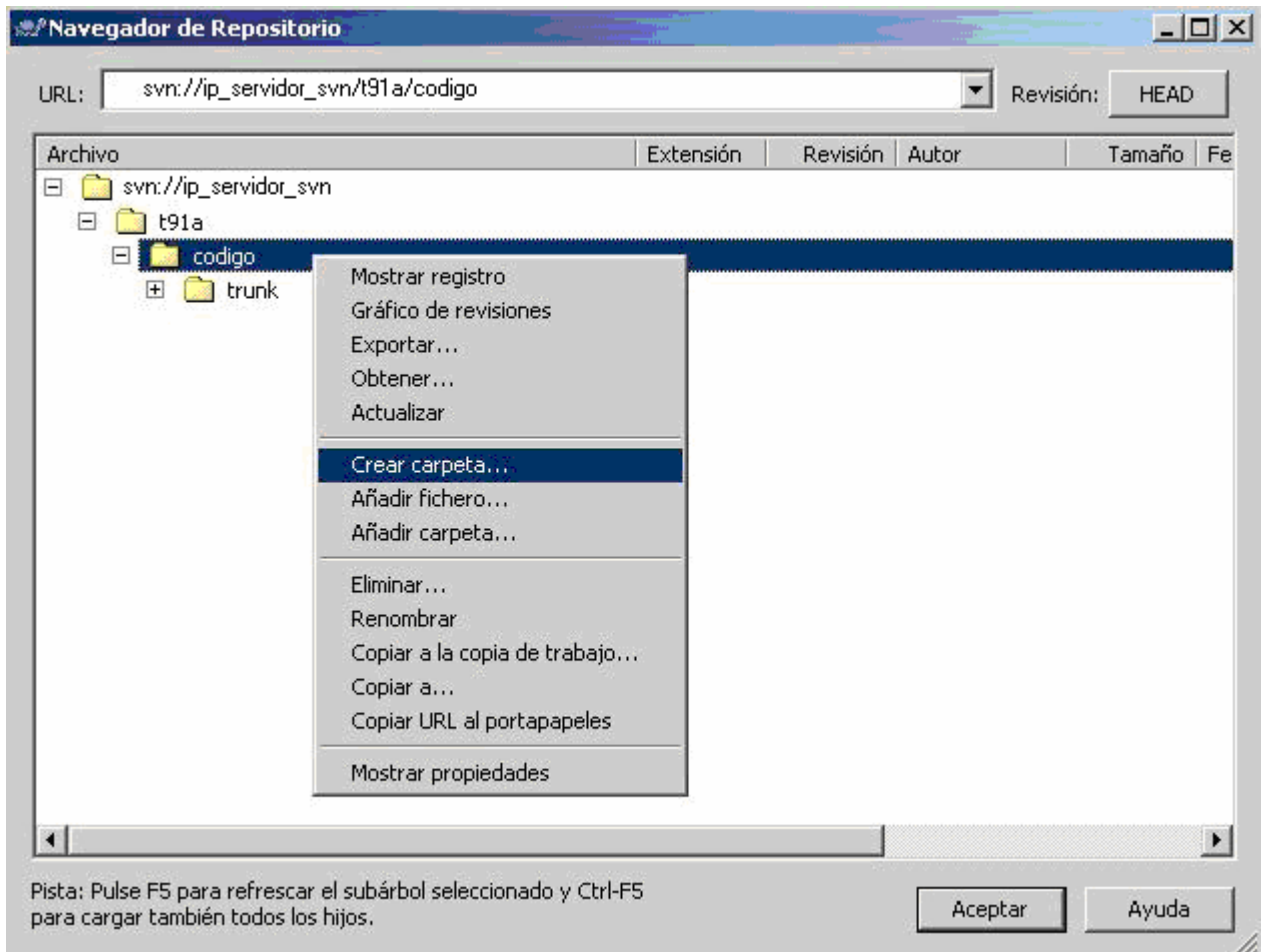 Navegador de Repositorio
URL: svn://ip_servidor_svn/t91a/codigo Revisión: HEAD
Archivo Extensión Revisión Autor Tamaño Fe
svn://ip_servidor_svn
t91a
codigo
trunk
Mostrar registro
Gráfico de revisiones
Exportar...
Obtener...
Actualizar
Crear carpeta...
Añadir fichero...
Añadir carpeta...
Eliminar...
Renombrar
Copiar a la copia de trabajo...
Copiar a...
Copiar URL al portapapeles
Mostrar propiedades
Pista: Pulse F5 para refrescar el subárbol seleccionado y Ctrl-F5
para cargar también todos los hijos.
Aceptar Ayuda